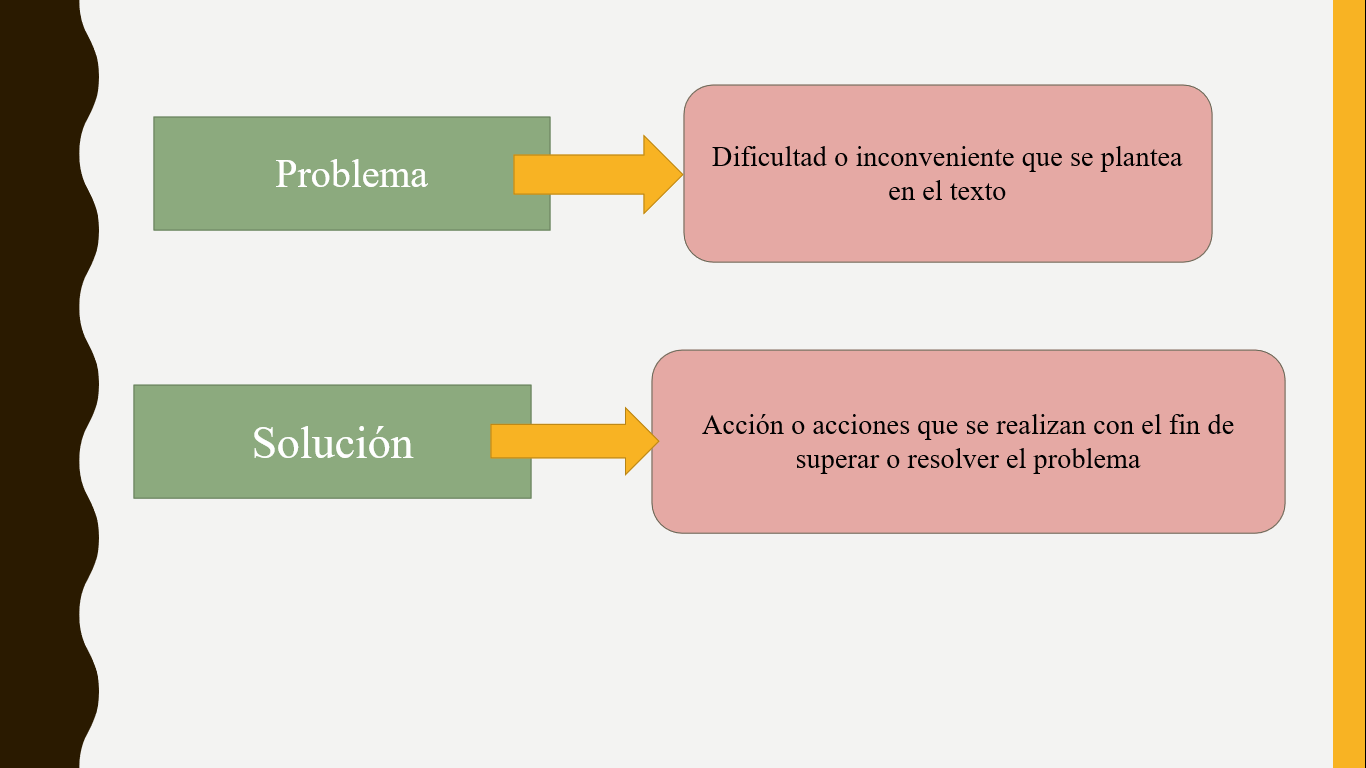 Problema
Dificultad o inconveniente que se plantea
en el texto
Solución
Acción o acciones que se realizan con el fin de
superar o resolver el problema